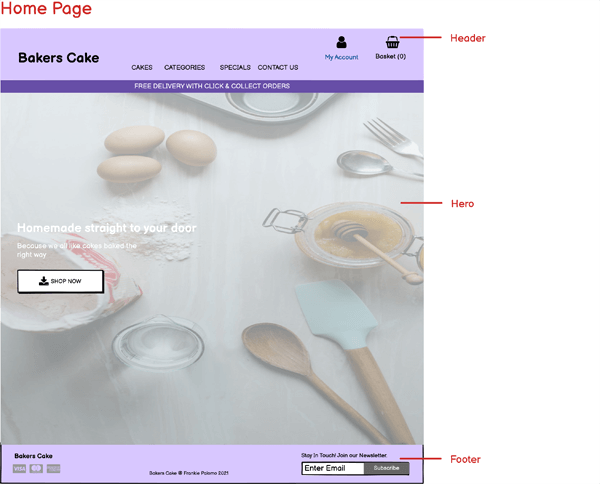 Home Page
Header
Bakers Cake
My Account
Basket (0)
CAKES CATEGORIES SPECIALS CONTACT US
FREE DELIVERY WITH CLICK & COLLECT ORDERS
Hero
Homemade straight to your door
Because we all like cakes baked the
right way
SHOP NOW
Bakers Cake
VISA
Bakers Cake @ Frankie Palomo 2021
Stay in Touch! Join our Newsletter.
Enter Email
Subscribe
Footer